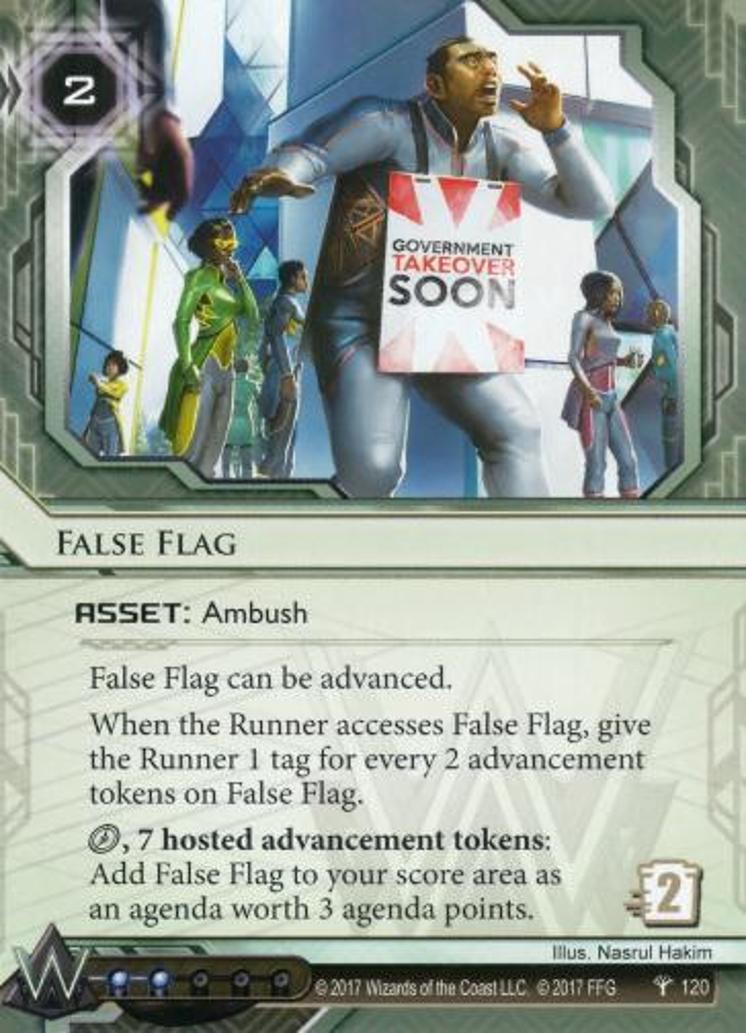 2
GOVERNMENT
TAKEOVER
SOON
FALSE FLAG
ASSET: Ambush
False Flag can be advanced.
When the Runner accesses False Flag, give
the Runner 1 tag for every 2 advancement
tokens on False Flag.
, 7 hosted advancement tokens:
Add False Flag to your score area as
an agenda worth 3 agenda points.
2
Illus. Nasrul Hakim
W
© 2017 Wizards of the Coast LLC. © 2017 FFG
120